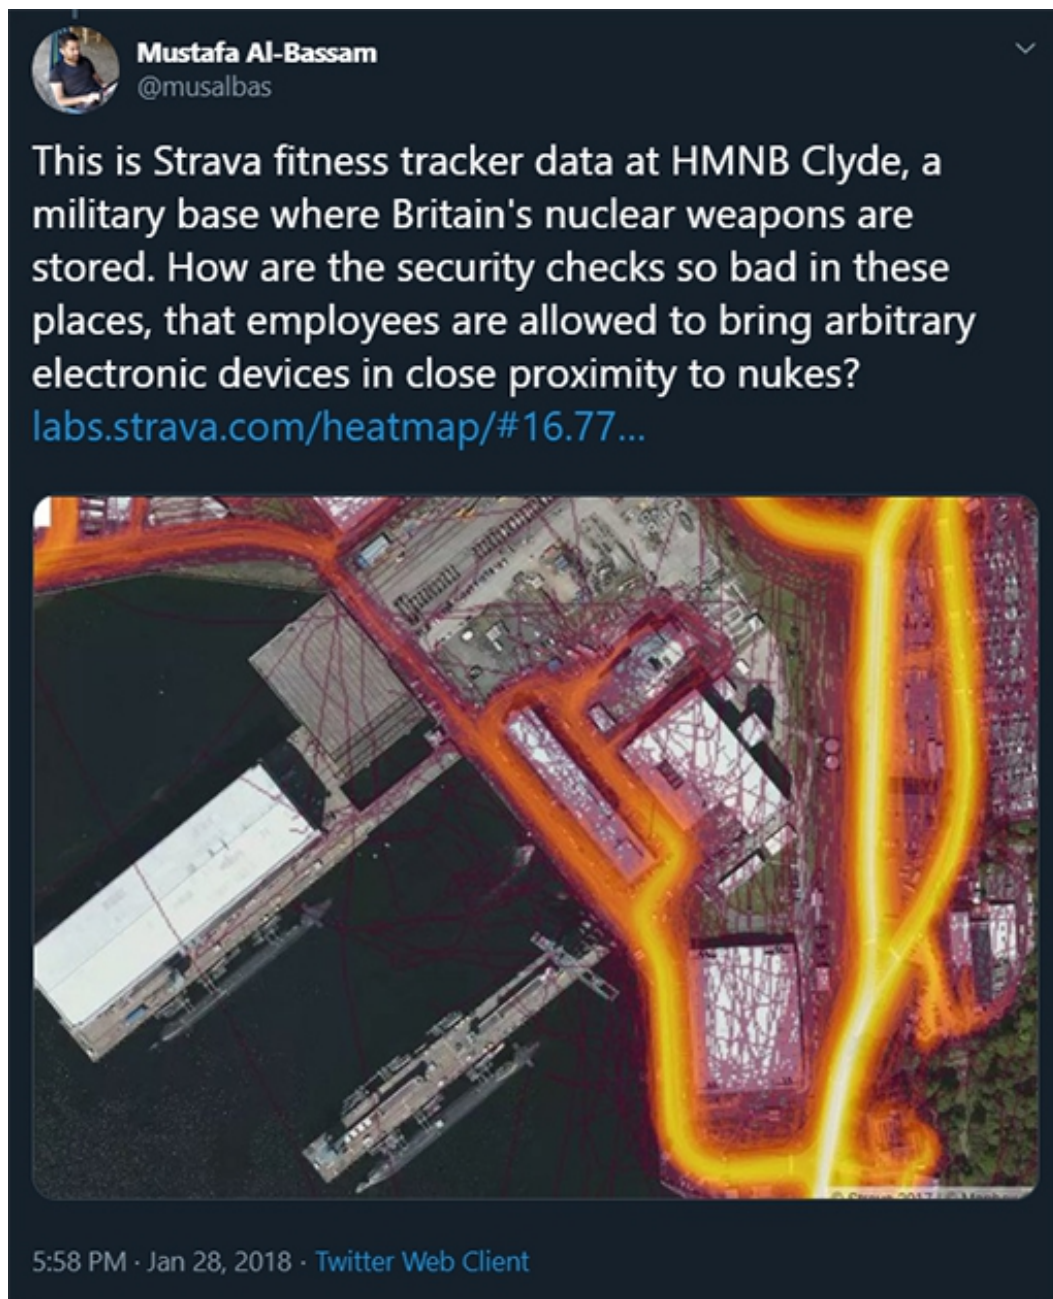 Mustafa Al-Bassam
@musalbas
This is Strava fitness tracker data at HMNB Clyde, a
military base where Britain's nuclear weapons are
stored. How are the security checks so bad in these
places, that employees are allowed to bring arbitrary
electronic devices in close proximity to nukes?
labs.strava.com/heatmap/#16.77...
© Strava 2017 | © Mapbox
5:58 PM · Jan 28, 2018 · Twitter Web Client